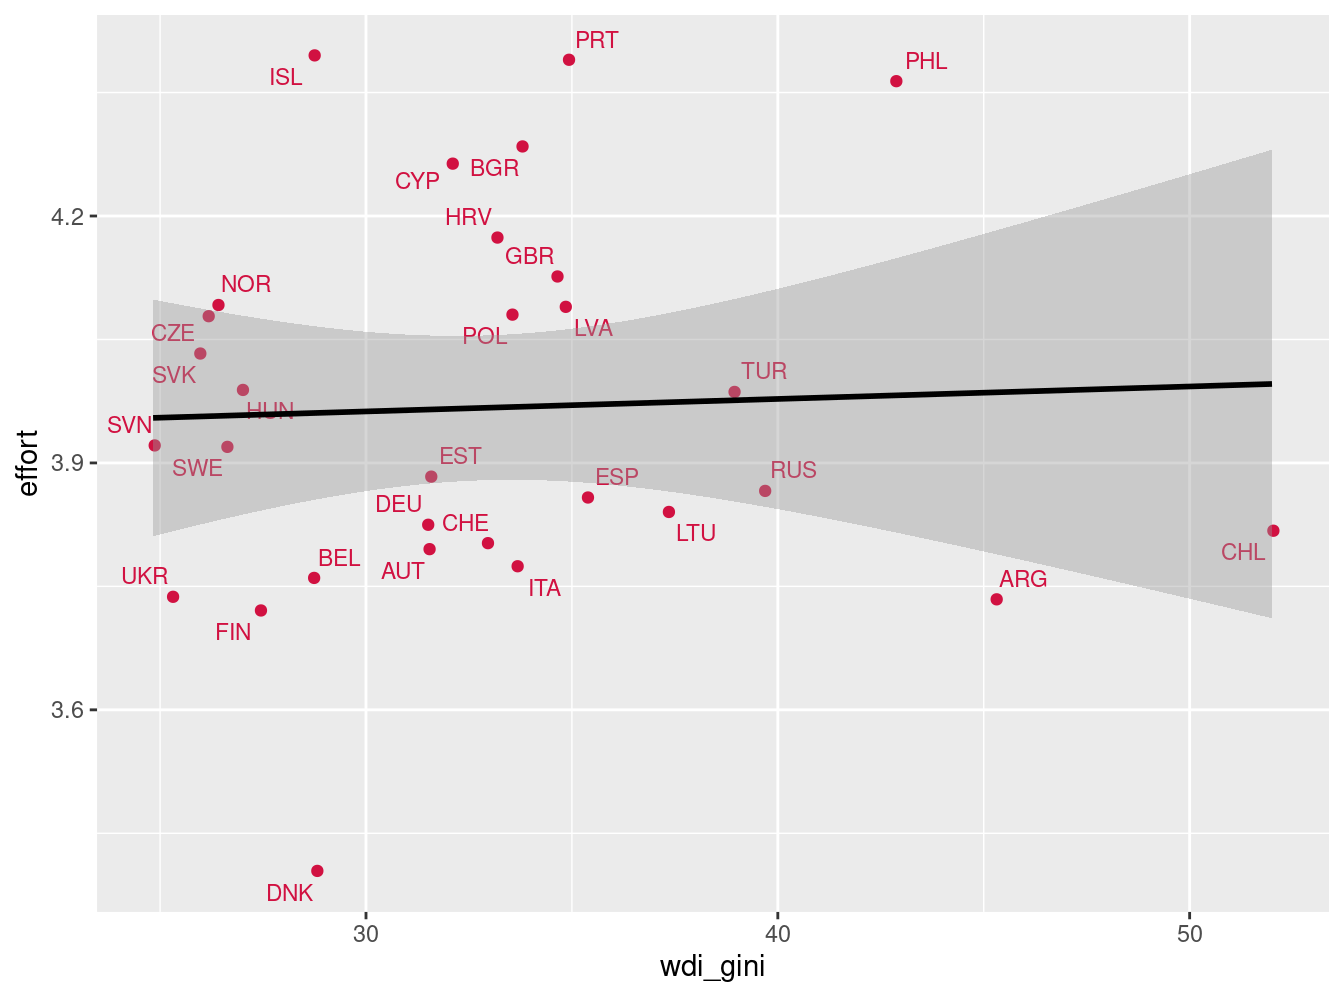 PRT
PHL
ISL
BGR
CYP
4.2
HRV
GBR
NOR
CZE
POL
LVA
SVK
TUR
HUN
SVN
EST
3.9
SWE
ESP
RUS
DEU
CHE
LTU
CHL
BEL
AUT
UKR
ITA
ARG
FIN
3.6
DNK
effort
30
40
50
wdi_gini